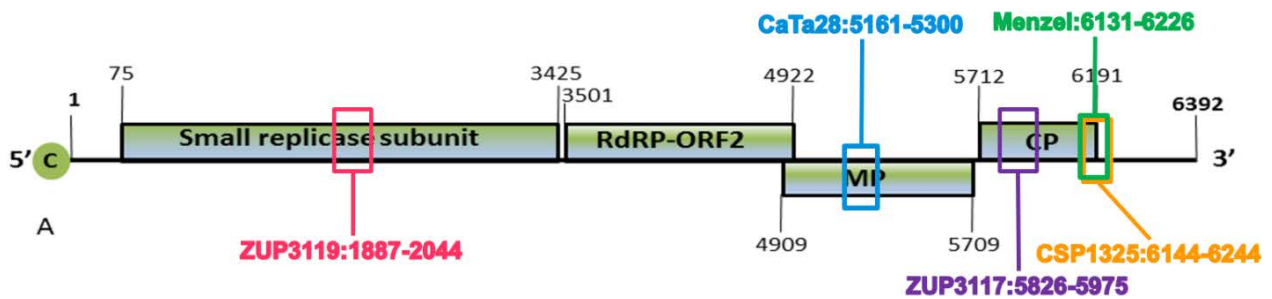 CaTa28:5161-5300 Menzel:6131-6226
75 3425 4922 5712 6191
1 3501 6392
Small replicase subunit RdRP-ORF2 CP
5’ C 3’
MP
A
4909 5709
ZUP3119:1887-2044 CSP1325:6144-6244
ZUP3117:5826-5975